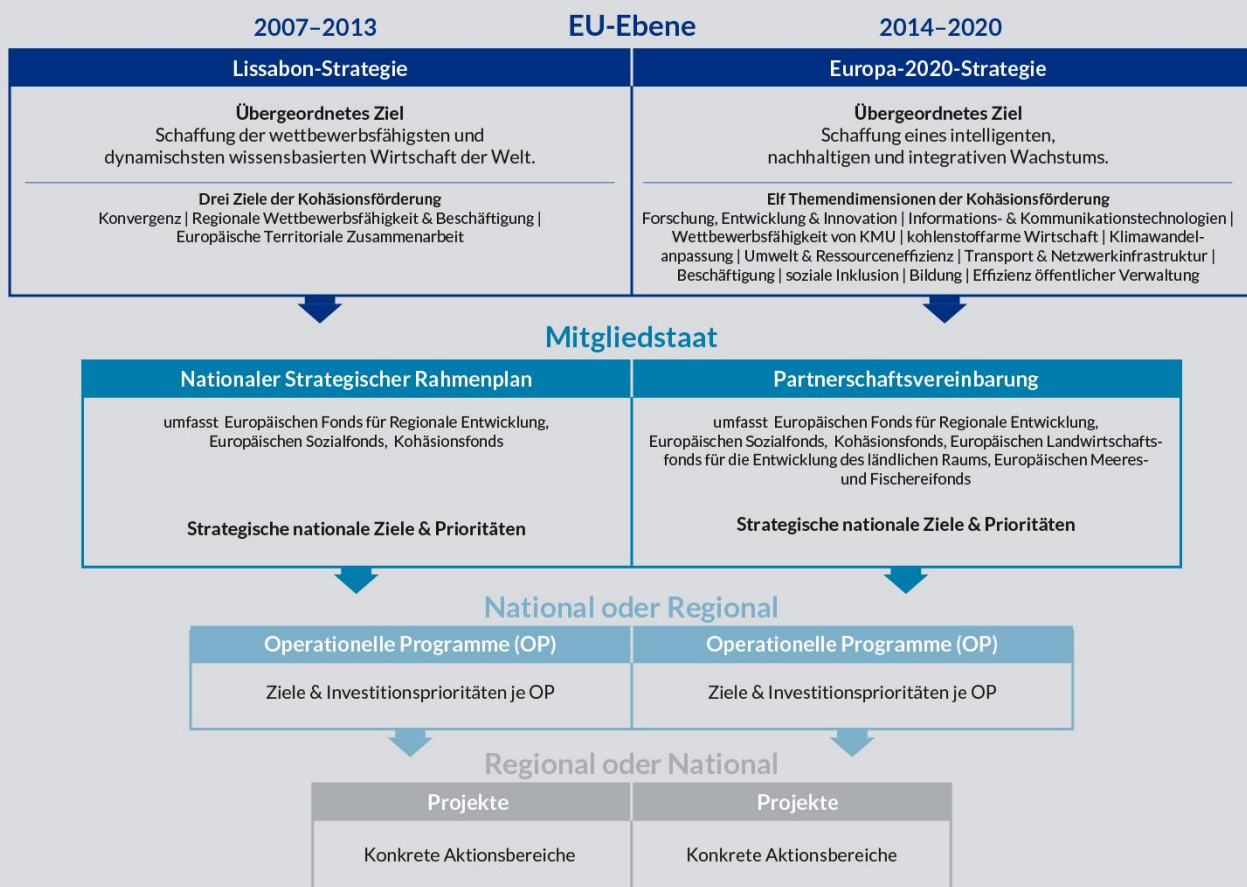 2007–2013
EU-Ebene
2014–2020
Lissabon-Strategie
Übergeordnetes Ziel
Schaffung der wettbewerbsfähigsten und
dynamischsten wissensbasierten Wirtschaft der Welt.
Drei Ziele der Kohäsionsförderung
Konvergenz | Regionale Wettbewerbsfähigkeit & Beschäftigung |
Europäische Territoriale Zusammenarbeit
Europa-2020-Strategie
Übergeordnetes Ziel
Schaffung eines intelligenten,
nachhaltigen und integrativen Wachstums.
Elf Themendimensionen der Kohäsionsförderung
Forschung, Entwicklung & Innovation | Informations- & Kommunikationstechnologien |
Wettbewerbsfähigkeit von KMU | kohlenstoffarme Wirtschaft | Klimawandel-
anpassung | Umwelt & Ressourceneffizienz | Transport & Netzwerkinfrastruktur |
Beschäftigung | soziale Inklusion | Bildung | Effizienz öffentlicher Verwaltung
Mitgliedstaat
Nationaler Strategischer Rahmenplan
umfasst Europäischen Fonds für Regionale Entwicklung,
Europäischen Sozialfonds, Kohäsionsfonds
Strategische nationale Ziele & Prioritäten
Partnerschaftsvereinbarung
umfasst Europäischen Fonds für Regionale Entwicklung,
Europäischen Sozialfonds, Kohäsionsfonds, Europäischen Landwirtschafts-
fonds für die Entwicklung des ländlichen Raums, Europäischen Meeres-
und Fischereifonds
Strategische nationale Ziele & Prioritäten
National oder Regional
Operationelle Programme (OP)
Ziele & Investitionsprioritäten je OP
Operationelle Programme (OP)
Ziele & Investitionsprioritäten je OP
Regional oder National
Projekte
Konkrete Aktionsbereiche
Projekte
Konkrete Aktionsbereiche